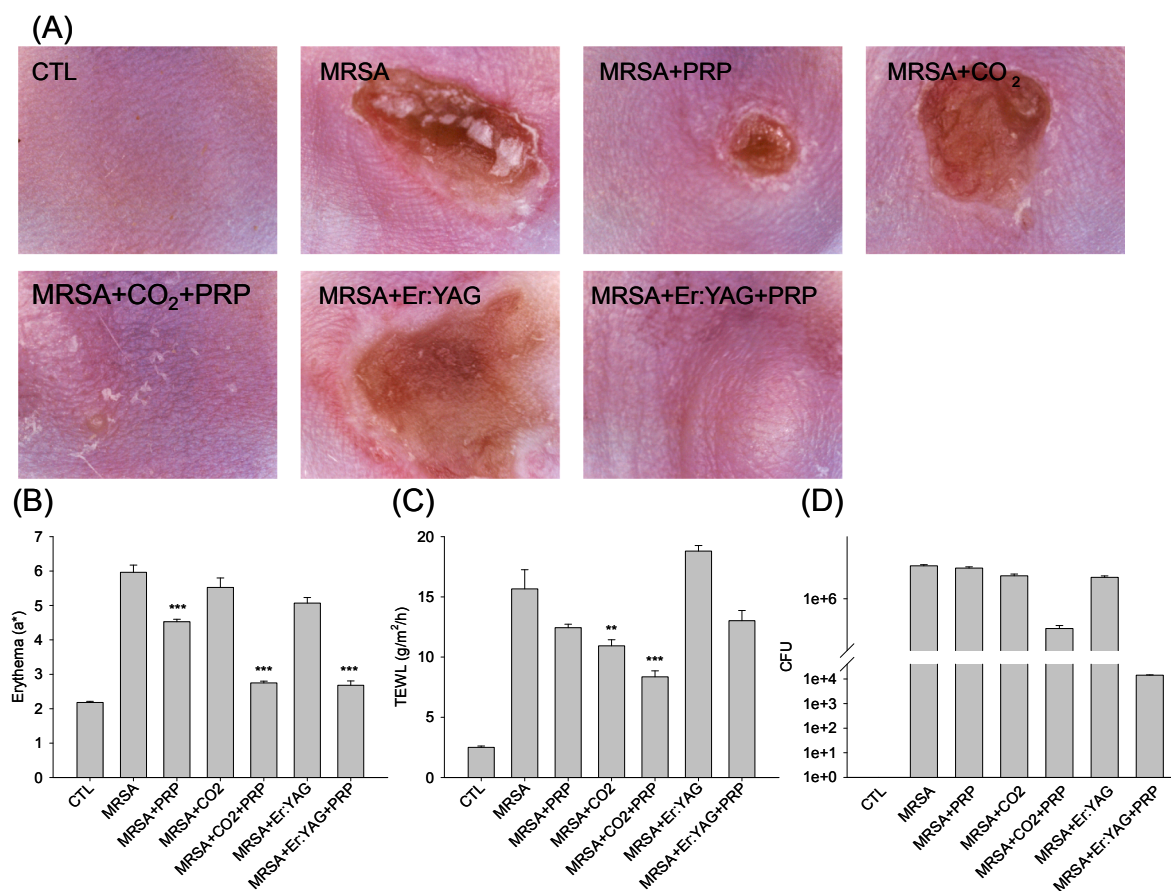 (A)
CTL
MRSA
MRSA+PRP
MRSA+CO₂
MRSA+CO₂+PRP
MRSA+Er:YAG
MRSA+Er:YAG+PRP
(B)
Erythema (a*)
7
6
5
4
3
2
1
0
***
***
***
CTL
MRSA
MRSA+PRP
MRSA+CO2
MRSA+CO2+PRP
MRSA+Er:YAG
MRSA+Er:YAG+PRP
(C)
TEWL (g/m²/h)
20
15
10
5
0
**
***
CTL
MRSA
MRSA+PRP
MRSA+CO2
MRSA+CO2+PRP
MRSA+Er:YAG
MRSA+Er:YAG+PRP
(D)
CFU
1e+6
1e+4
1e+3
1e+2
1e+1
1e+0
CTL
MRSA
MRSA+PRP
MRSA+CO2
MRSA+CO2+PRP
MRSA+Er:YAG
MRSA+Er:YAG+PRP